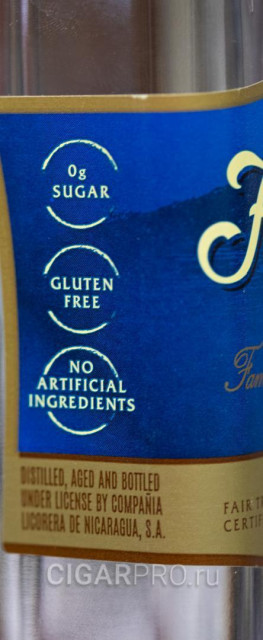 0g
SUGAR
GLUTEN
FREE
NO
ARTIFICIAL
INGREDIENTS
DISTILLED, AGED AND BOTTLED
UNDER LICENSE BY COMPAÑIA
LICORERA DE NICARAGUA, S.A.
FAIR
CIGARPRO.ru